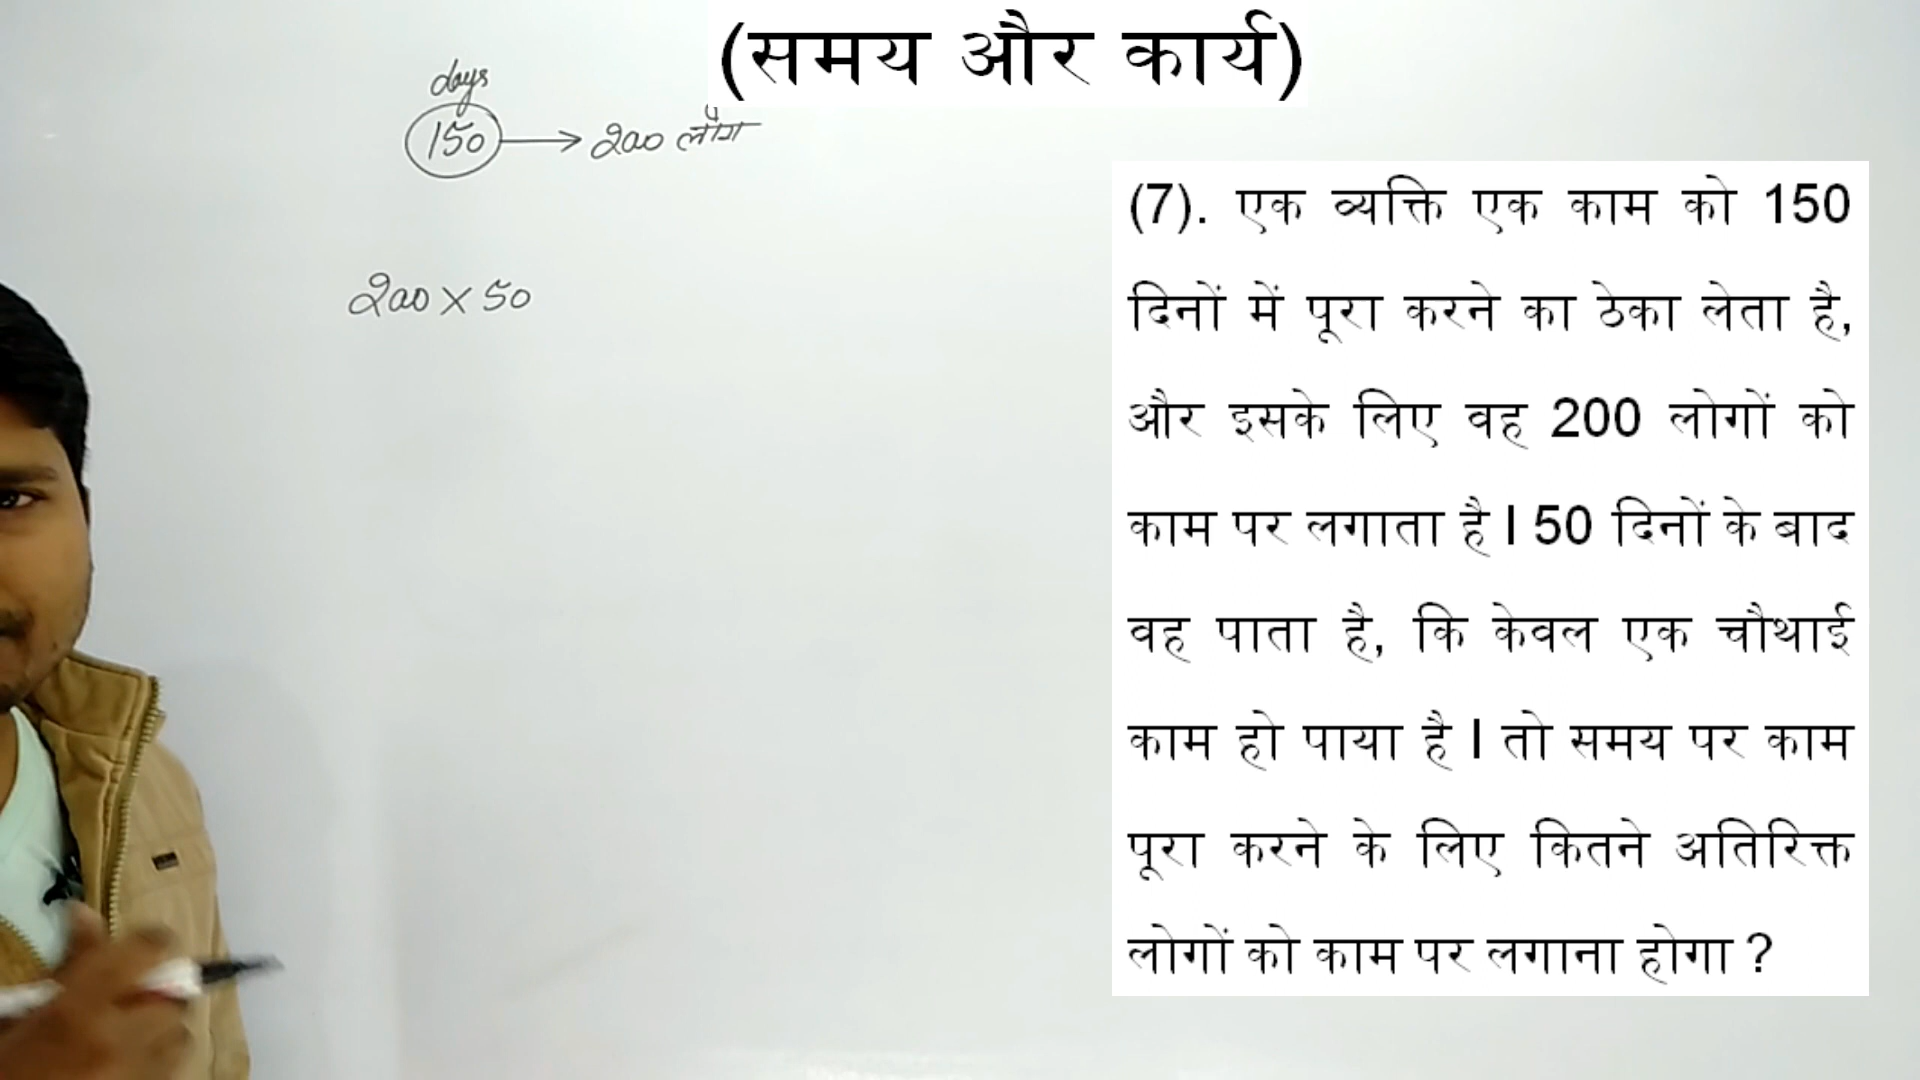 (समय और कार्य)
days
150 → 200 लोग
200 × 50
(7). एक व्यक्ति एक काम को 150
दिनों में पूरा करने का ठेका लेता है,
और इसके लिए वह 200 लोगों को
काम पर लगाता है l 50 दिनों के बाद
वह पाता है, कि केवल एक चौथाई
काम हो पाया है l तो समय पर काम
पूरा करने के लिए कितने अतिरिक्त
लोगों को काम पर लगाना होगा ?